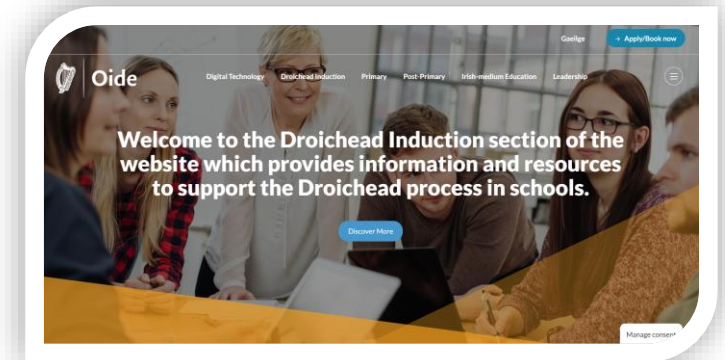 Gaeilge
→ Apply/Book now
Oide
Digital Technology Droichead Induction Primary Post-Primary Irish-medium Education Leadership
Welcome to the Droichead Induction section of the
website which provides information and resources
to support the Droichead process in schools.
Discover More
Manage consent